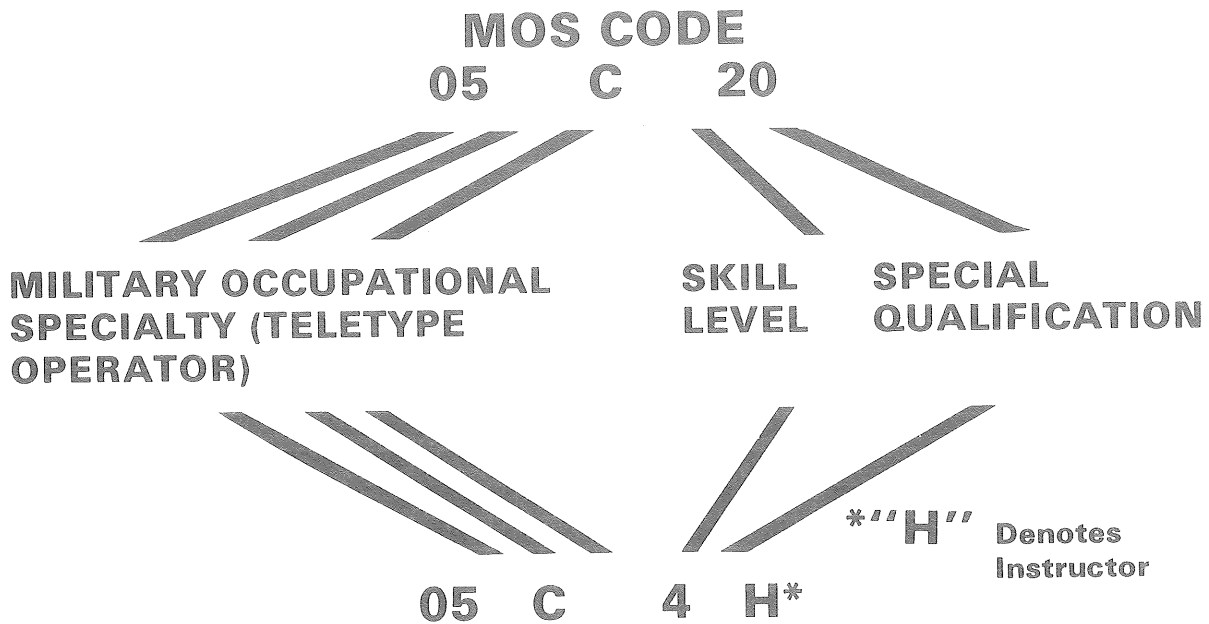 MOS CODE
05 C 20
MILITARY OCCUPATIONAL
SPECIALTY (TELETYPE
OPERATOR)
SKILL
LEVEL
SPECIAL
QUALIFICATION
*"H" Denotes
Instructor
05 C 4 H*